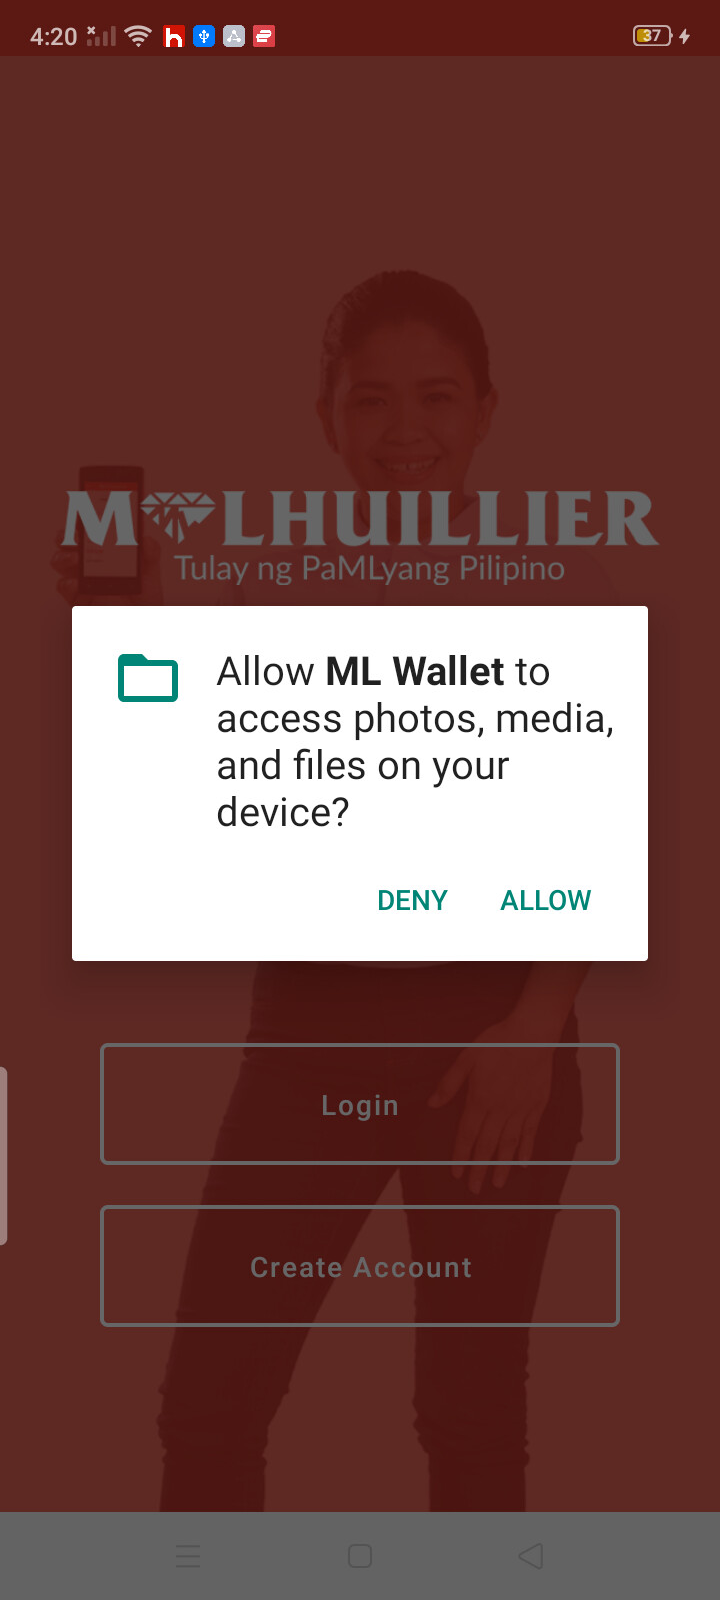 4:20
37
M LHUILLIER
Tulay ng PaMLyang Pilipino
Allow ML Wallet to
access photos, media,
and files on your
device?
DENY ALLOW
Login
Create Account